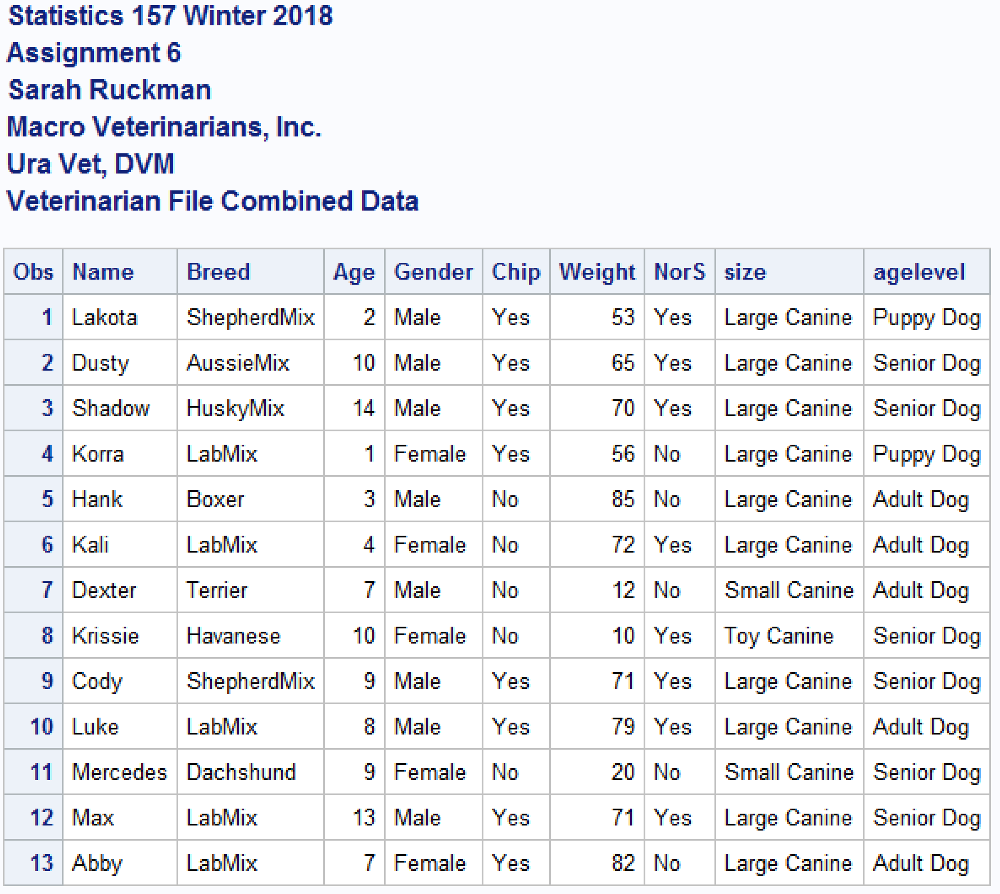 Statistics 157 Winter 2018
Assignment 6
Sarah Ruckman
Macro Veterinarians, Inc.
Ura Vet, DVM
Veterinarian File Combined Data
Obs Name Breed Age Gender Chip Weight NorS size agelevel
1 Lakota ShepherdMix 2 Male Yes 53 Yes Large Canine Puppy Dog
2 Dusty AussieMix 10 Male Yes 65 Yes Large Canine Senior Dog
3 Shadow HuskyMix 14 Male Yes 70 Yes Large Canine Senior Dog
4 Korra LabMix 1 Female Yes 56 No Large Canine Puppy Dog
5 Hank Boxer 3 Male No 85 No Large Canine Adult Dog
6 Kali LabMix 4 Female No 72 Yes Large Canine Adult Dog
7 Dexter Terrier 7 Male No 12 No Small Canine Adult Dog
8 Krissie Havanese 10 Female No 10 Yes Toy Canine Senior Dog
9 Cody ShepherdMix 9 Male Yes 71 Yes Large Canine Senior Dog
10 Luke LabMix 8 Male Yes 79 Yes Large Canine Adult Dog
11 Mercedes Dachshund 9 Female No 20 No Small Canine Senior Dog
12 Max LabMix 13 Male Yes 71 Yes Large Canine Senior Dog
13 Abby LabMix 7 Female Yes 82 No Large Canine Adult Dog